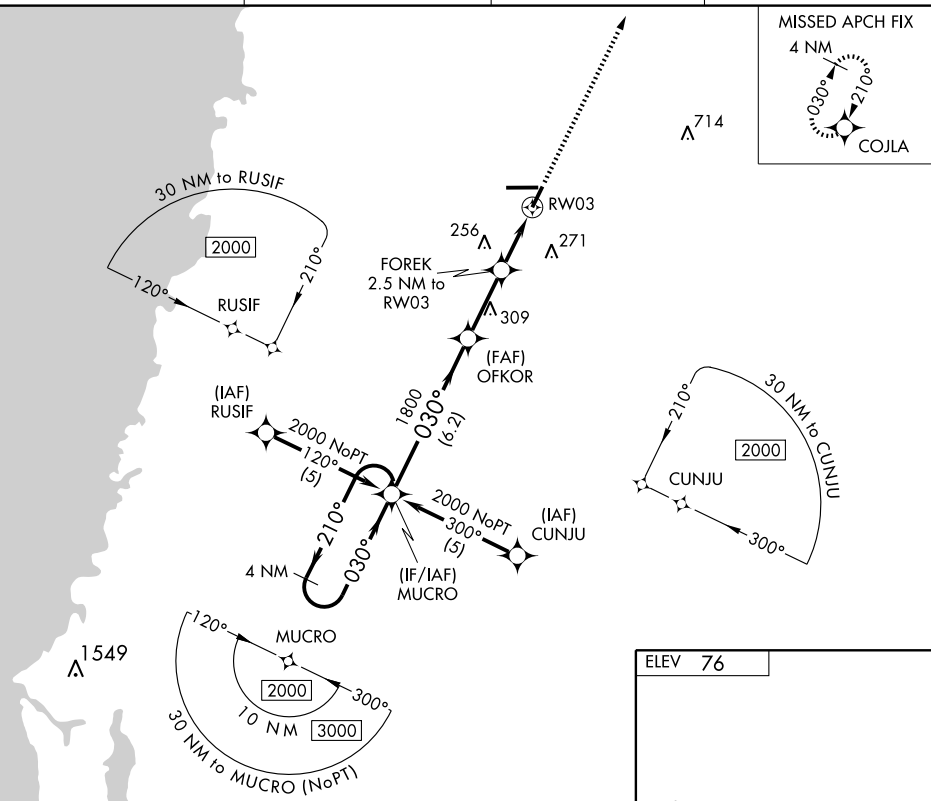 MISSED APCH FIX
4 NM
030°
210°
COJLA
714
30 NM to RUSIF
2000
210°
120°
RUSIF
RW03
256
271
FOREK
2.5 NM to
RW03
309
(FAF)
OFKOR
1800
030°
(6.2)
(IAF)
RUSIF
2000 NoPT
120°
(5)
30 NM to CUNJU
210°
2000
CUNJU
300°
2000 NoPT
300°
(5)
(IAF)
CUNJU
210°
030°
4 NM
(IF/IAF)
MUCRO
120°
MUCRO
300°
2000
10 NM
3000
30 NM to MUCRO (NoPT)
1549
ELEV 76